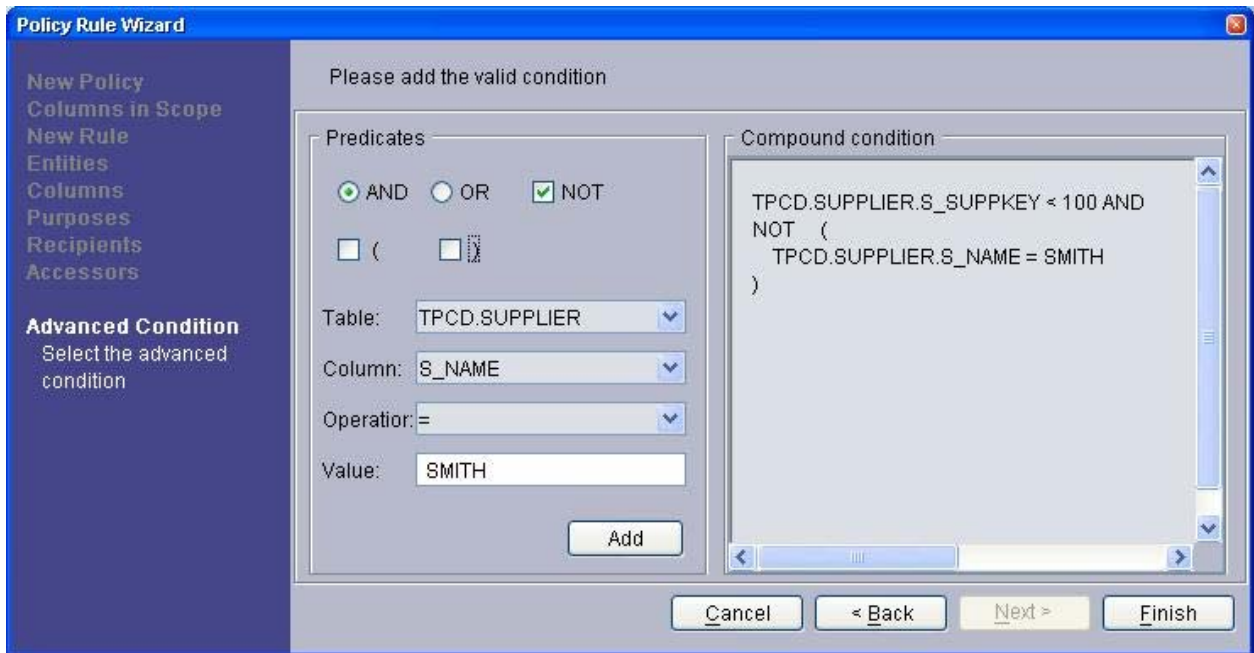 Policy Rule Wizard
New Policy
Columns in Scope
New Rule
Entities
Columns
Purposes
Recipients
Accessors
Advanced Condition
Select the advanced
condition
Please add the valid condition
Predicates
AND OR NOT
( )
Table: TPCD.SUPPLIER
Column: S_NAME
Operatior: =
Value: SMITH
Add
Compound condition
TPCD.SUPPLIER.S_SUPPKEY < 100 AND
NOT (
TPCD.SUPPLIER.S_NAME = SMITH
)
Cancel < Back Next > Finish